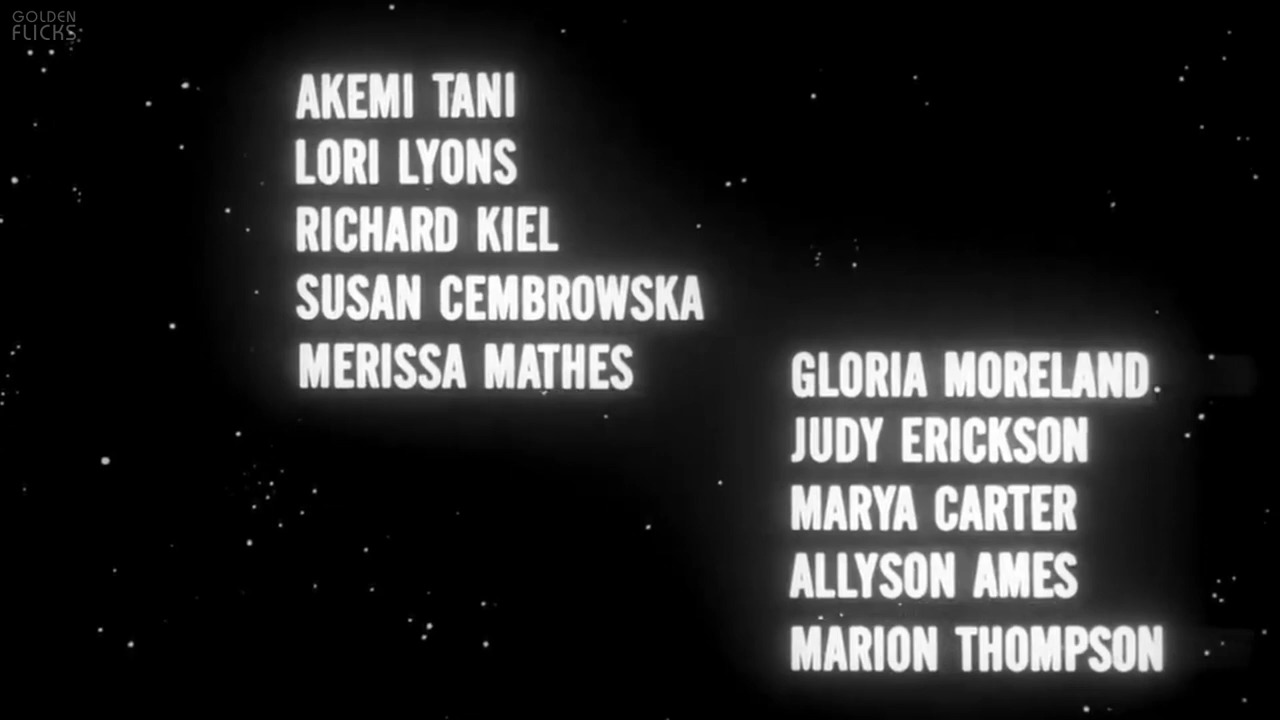 GOLDEN
FLICKS
AKEMI TANI
LORI LYONS
RICHARD KIEL
SUSAN CEMBROWSKA
MERISSA MATHES
GLORIA MORELAND
JUDY ERICKSON
MARYA CARTER
ALLYSON AMES
MARION THOMPSON